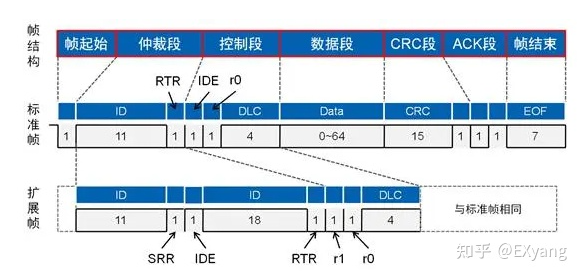 帧结构
帧起始 仲裁段 控制段 数据段 CRC段 ACK段 帧结束
RTR IDE r0
标准帧
ID DLC Data CRC EOF
1 11 1 1 1 4 0~64 15 1 1 1 7
扩展帧
ID ID DLC
11 1 1 18 1 1 1 4
与标准帧相同
SRR IDE RTR r1 r0
知乎 @EXyang